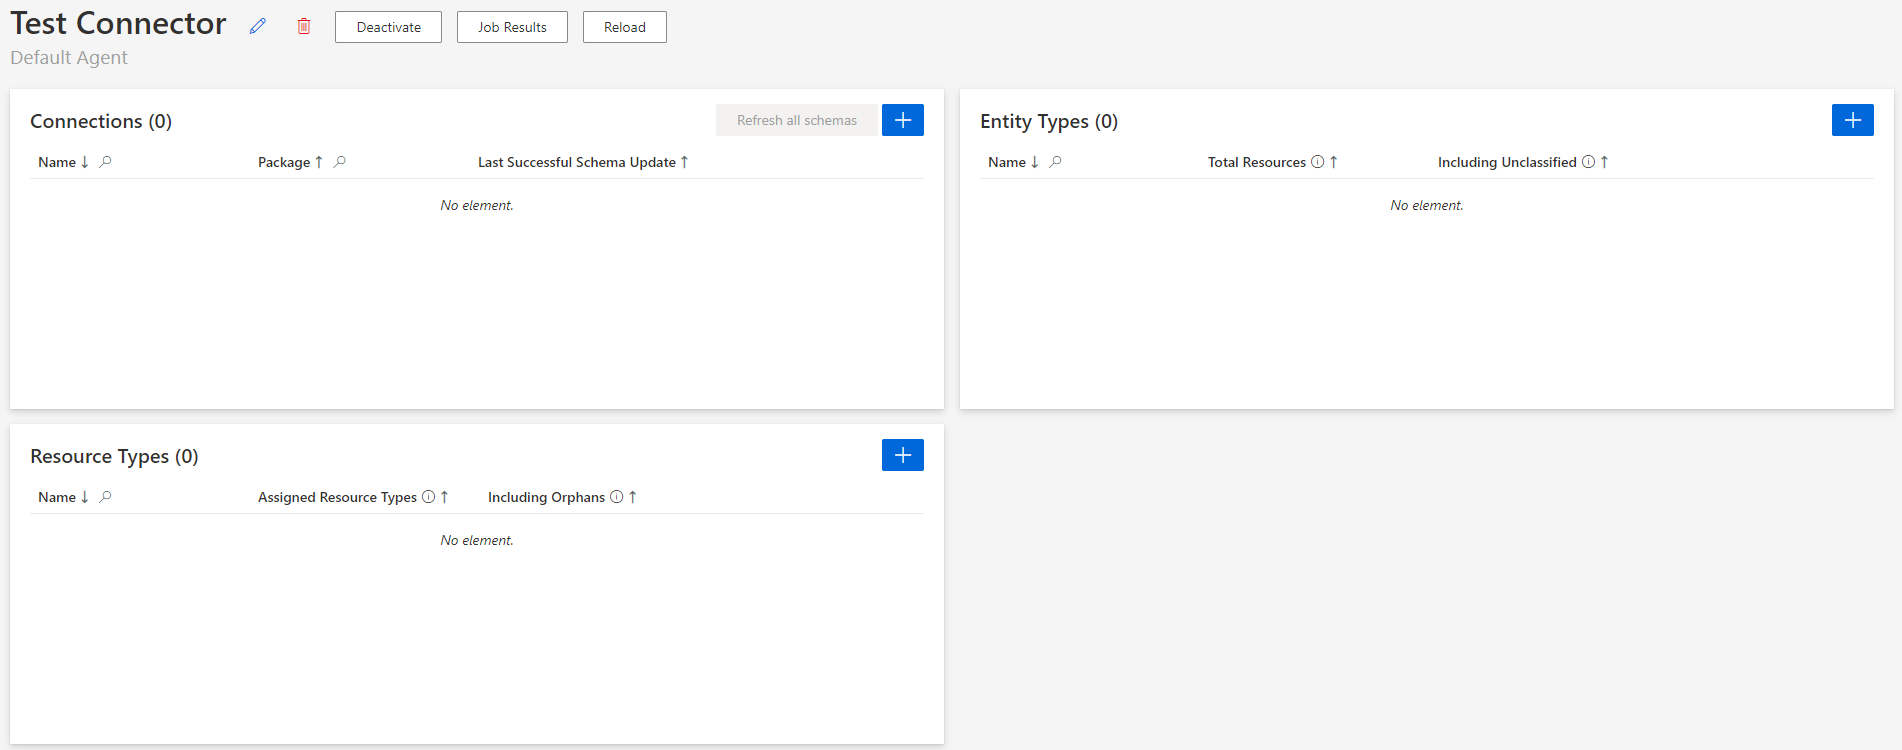 Test Connector
Deactivate
Job Results
Reload
Default Agent
Connections (0)
Refresh all schemas
Name
Package
Last Successful Schema Update
No element.
Entity Types (0)
Name
Total Resources
Including Unclassified
No element.
Resource Types (0)
Name
Assigned Resource Types
Including Orphans
No element.